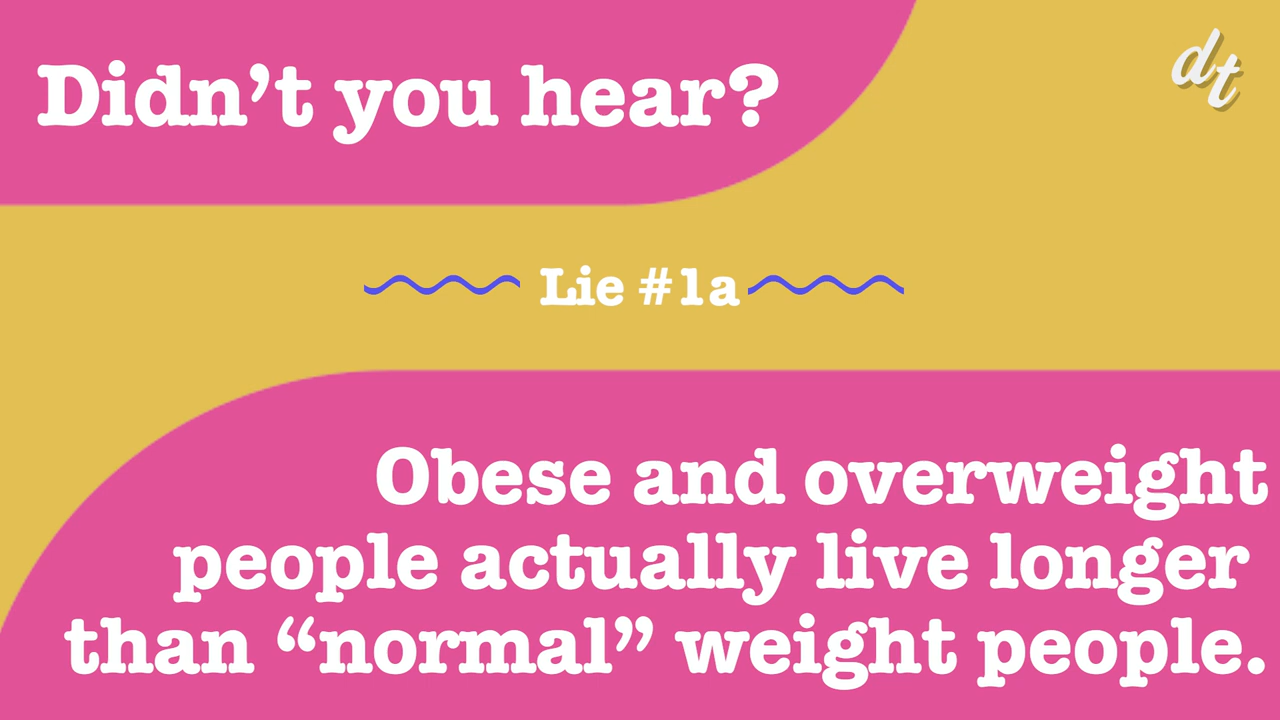 Didn’t you hear?
dt
Lie #1a
Obese and overweight
people actually live longer
than “normal” weight people.